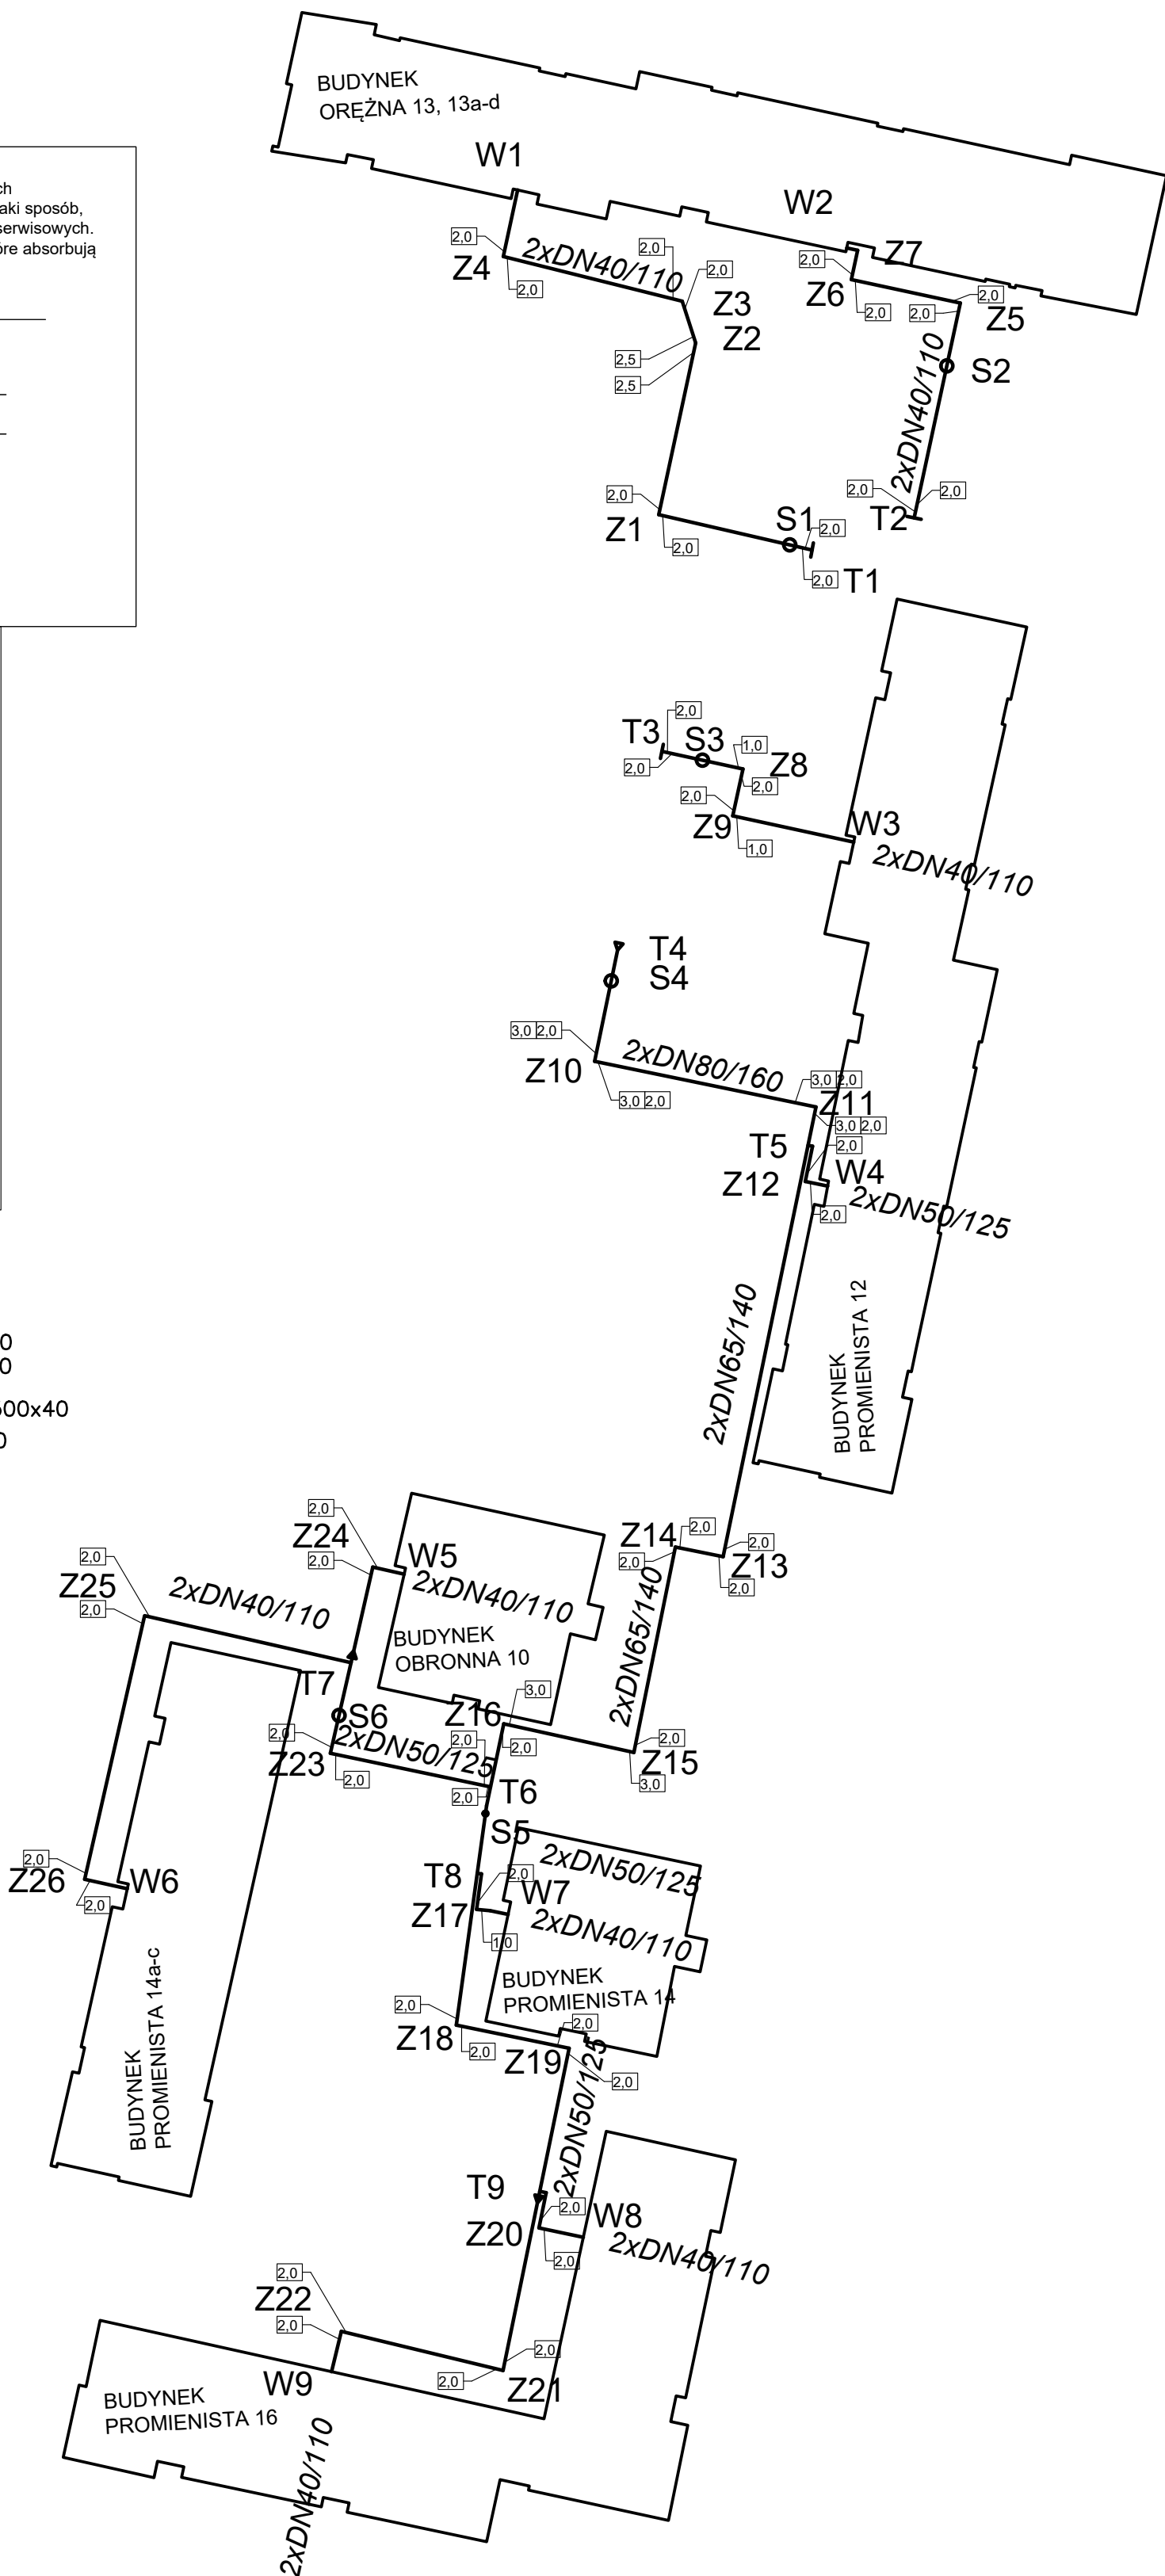 BUDYNEK
ORĘŻNA 13, 13a-d
W1
W2
ch
aki sposób,
serwisowych.
óre absorbują
2,0
Z4
2xDN40/110
2,0
2,0
2,0
Z3
Z2
2,5
2,5
2,0
Z7
Z6
2,0
2,0
2,0
Z5
S2
2xDN40/110
2,0
2,0
T2
2,0
Z1
2,0
S1
2,0
2,0
T1
2,0
T3
S3
2,0
1,0
Z8
2,0
2,0
Z9
1,0
W3
2xDN40/110
T4
S4
3,0 2,0
Z10
2xDN80/160
3,0 2,0
3,0 2,0
Z11
3,0 2,0
T5
2,0
Z12
W4
2,0
2xDN50/125
2xDN65/140
BUDYNEK
PROMIENISTA 12
0
0
600x40
0
2,0
Z24
2,0
W5
2xDN40/110
BUDYNEK
OBRONNA 10
2,0
Z25
2,0
2xDN40/110
Z14
2,0
2,0
2,0
Z13
2,0
2xDN65/140
T7
S6
2,0
Z23
2,0
2xDN50/125
Z16
3,0
2,0
2,0
2,0
2,0
Z15
3,0
T6
S5
2xDN50/125
T8
2,0
Z17
W7
1,0
2xDN40/110
BUDYNEK
PROMIENISTA 14
2,0
Z26
2,0
W6
BUDYNEK
PROMIENISTA 14a-c
2,0
Z18
2,0
2,0
Z19
2,0
2xDN50/125
T9
2,0
Z20
W8
2,0
2xDN40/110
2,0
Z22
2,0
2,0
2,0
Z21
W9
BUDYNEK
PROMIENISTA 16
2xDN40/110